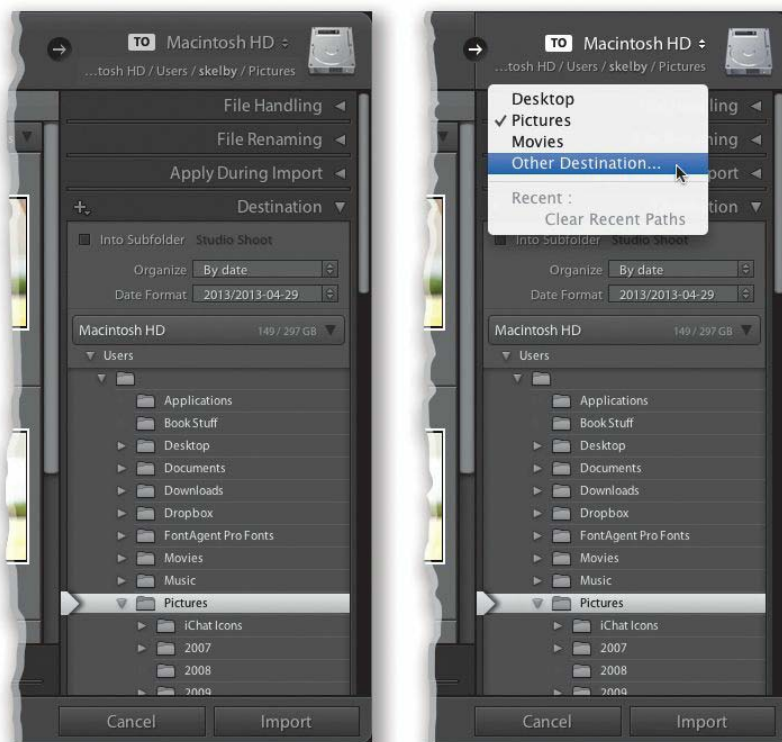 TO Macintosh HD
...tosh HD / Users / skelby / Pictures
File Handling
File Renaming
Apply During Import
Destination
Into Subfolder Studio Shoot
Organize By date
Date Format 2013/2013-04-29
Macintosh HD 149 / 297 GB
Users
Applications
Book Stuff
Desktop
Documents
Downloads
Dropbox
FontAgent Pro Fonts
Movies
Music
Pictures
iChat Icons
2007
2008
2009
Cancel Import
TO Macintosh HD
...tosh HD / Users / skelby / Pictures
Desktop
✓ Pictures
Movies
Other Destination...
Recent :
Clear Recent Paths
ling
ning
port
tion
Into Subfolder Studio Shoot
Organize By date
Date Format 2013/2013-04-29
Macintosh HD 149 / 297 GB
Users
Applications
Book Stuff
Desktop
Documents
Downloads
Dropbox
FontAgent Pro Fonts
Movies
Music
Pictures
iChat Icons
2007
2008
2009
Cancel Import